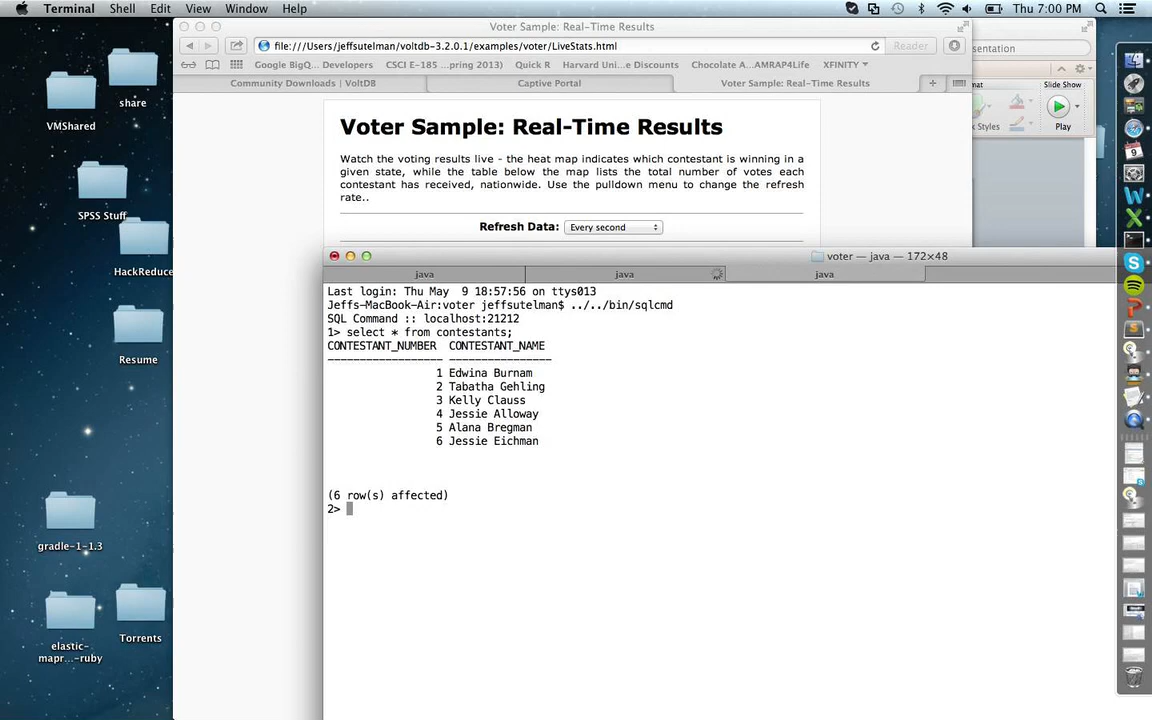 Terminal Shell Edit View Window Help Thu 7:00 PM
Voter Sample: Real-Time Results
file:///Users/jeffsutelman/voltdb-3.2.0.1/examples/voter/LiveStats.html Reader
sentation
Google BigQ... Developers CSCI E-185 ...pring 2013) Quick R Harvard Uni...e Discounts Chocolate A...AMRAP4Life XFINITY
Community Downloads | VoltDB Captive Portal Voter Sample: Real-Time Results +
mat Slide Show
k Styles Play
share
VMShared
SPSS Stuff
HackReduce
Resume
gradle-1-1.3
elastic-
mapr...-ruby
Torrents
Voter Sample: Real-Time Results
Watch the voting results live - the heat map indicates which contestant is winning in a
given state, while the table below the map lists the total number of votes each
contestant has received, nationwide. Use the pulldown menu to change the refresh
rate..
Refresh Data: Every second
voter — java — 172×48
java java java
Last login: Thu May  9 18:57:56 on ttys013
Jeffs-MacBook-Air:voter jeffsutelman$ ../../bin/sqlcmd
SQL Command :: localhost:21212
1> select * from contestants;
CONTESTANT_NUMBER  CONTESTANT_NAME
------------------- -----------------
1 Edwina Burnam
2 Tabatha Gehling
3 Kelly Clauss
4 Jessie Alloway
5 Alana Bregman
6 Jessie Eichman
(6 row(s) affected)
2>